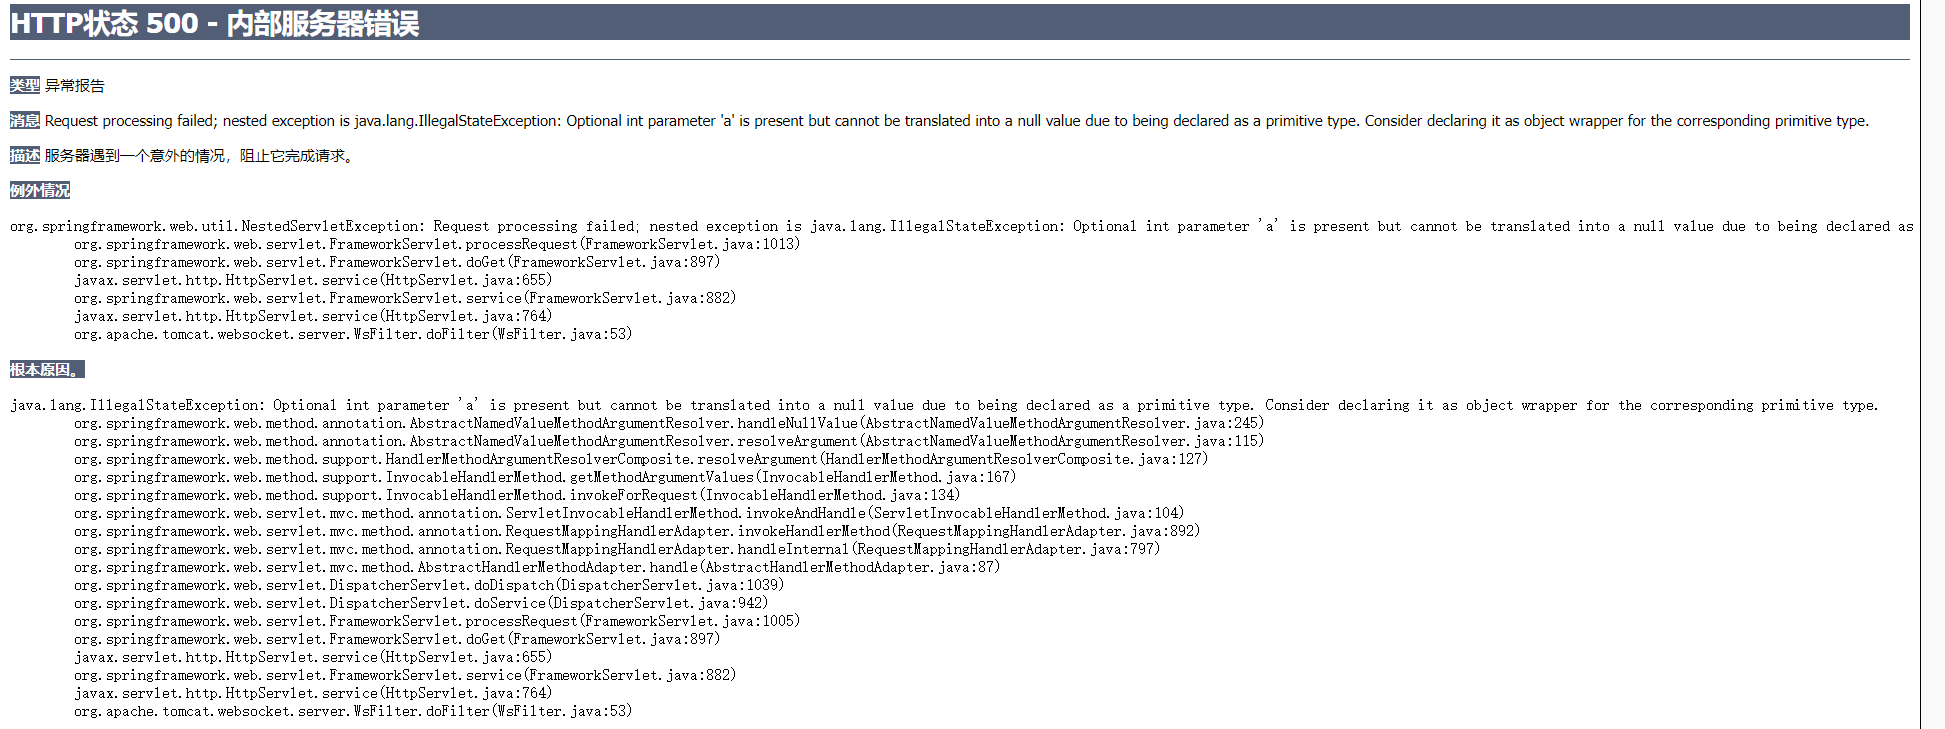 HTTP状态 500 - 内部服务器错误
类型 异常报告
消息 Request processing failed; nested exception is java.lang.IllegalStateException: Optional int parameter 'a' is present but cannot be translated into a null value due to being declared as a primitive type. Consider declaring it as object wrapper for the corresponding primitive type.
描述 服务器遇到一个意外的情况，阻止它完成请求。
例外情况
org.springframework.web.util.NestedServletException: Request processing failed; nested exception is java.lang.IllegalStateException: Optional int parameter 'a' is present but cannot be translated into a null value due to being declared as
org.springframework.web.servlet.FrameworkServlet.processRequest(FrameworkServlet.java:1013)
org.springframework.web.servlet.FrameworkServlet.doGet(FrameworkServlet.java:897)
javax.servlet.http.HttpServlet.service(HttpServlet.java:655)
org.springframework.web.servlet.FrameworkServlet.service(FrameworkServlet.java:882)
javax.servlet.http.HttpServlet.service(HttpServlet.java:764)
org.apache.tomcat.websocket.server.WsFilter.doFilter(WsFilter.java:53)
根本原因。
java.lang.IllegalStateException: Optional int parameter 'a' is present but cannot be translated into a null value due to being declared as a primitive type. Consider declaring it as object wrapper for the corresponding primitive type.
org.springframework.web.method.annotation.AbstractNamedValueMethodArgumentResolver.handleNullValue(AbstractNamedValueMethodArgumentResolver.java:245)
org.springframework.web.method.annotation.AbstractNamedValueMethodArgumentResolver.resolveArgument(AbstractNamedValueMethodArgumentResolver.java:115)
org.springframework.web.method.support.HandlerMethodArgumentResolverComposite.resolveArgument(HandlerMethodArgumentResolverComposite.java:127)
org.springframework.web.method.support.InvocableHandlerMethod.getMethodArgumentValues(InvocableHandlerMethod.java:167)
org.springframework.web.method.support.InvocableHandlerMethod.invokeForRequest(InvocableHandlerMethod.java:134)
org.springframework.web.servlet.mvc.method.annotation.ServletInvocableHandlerMethod.invokeAndHandle(ServletInvocableHandlerMethod.java:104)
org.springframework.web.servlet.mvc.method.annotation.RequestMappingHandlerAdapter.invokeHandlerMethod(RequestMappingHandlerAdapter.java:892)
org.springframework.web.servlet.mvc.method.annotation.RequestMappingHandlerAdapter.handleInternal(RequestMappingHandlerAdapter.java:797)
org.springframework.web.servlet.mvc.method.AbstractHandlerMethodAdapter.handle(AbstractHandlerMethodAdapter.java:87)
org.springframework.web.servlet.DispatcherServlet.doDispatch(DispatcherServlet.java:1039)
org.springframework.web.servlet.DispatcherServlet.doService(DispatcherServlet.java:942)
org.springframework.web.servlet.FrameworkServlet.processRequest(FrameworkServlet.java:1005)
org.springframework.web.servlet.FrameworkServlet.doGet(FrameworkServlet.java:897)
javax.servlet.http.HttpServlet.service(HttpServlet.java:655)
org.springframework.web.servlet.FrameworkServlet.service(FrameworkServlet.java:882)
javax.servlet.http.HttpServlet.service(HttpServlet.java:764)
org.apache.tomcat.websocket.server.WsFilter.doFilter(WsFilter.java:53)